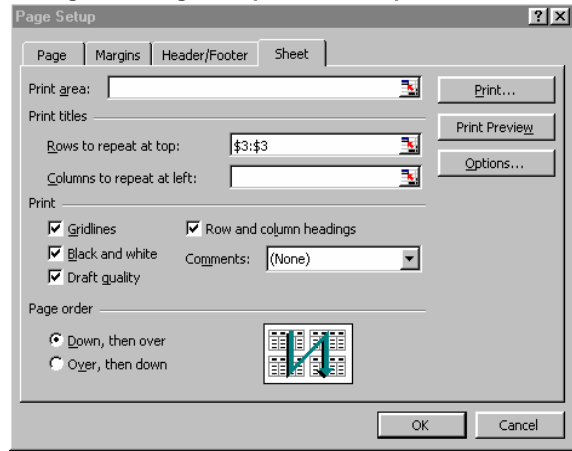 Page Setup
Page Margins Header/Footer Sheet
Print area:
Print...
Print titles
Print Preview
Rows to repeat at top: $3:$3
Options...
Columns to repeat at left:
Print
Gridlines Row and column headings
Black and white Comments: (None)
Draft quality
Page order
Down, then over
Over, then down
OK Cancel